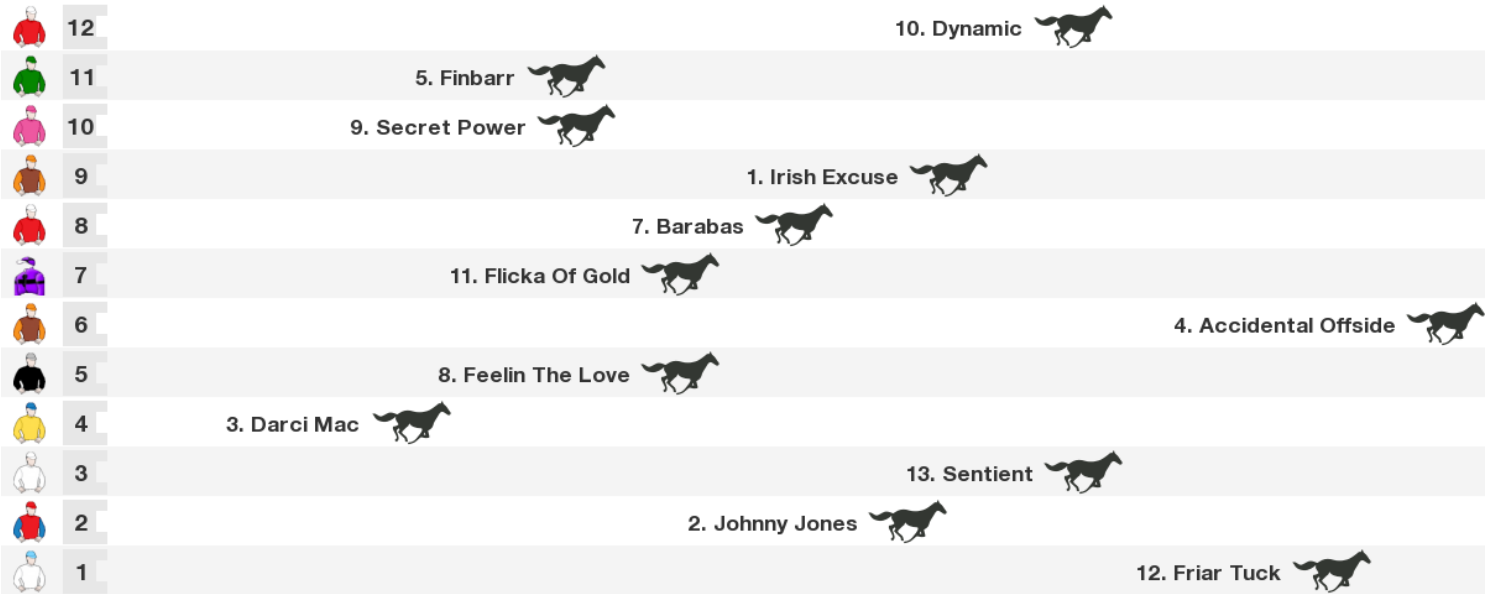 12 10. Dynamic
11 5. Finbarr
10 9. Secret Power
9 1. Irish Excuse
8 7. Barabas
7 11. Flicka Of Gold
6 4. Accidental Offside
5 8. Feelin The Love
4 3. Darci Mac
3 13. Sentient
2 2. Johnny Jones
1 12. Friar Tuck